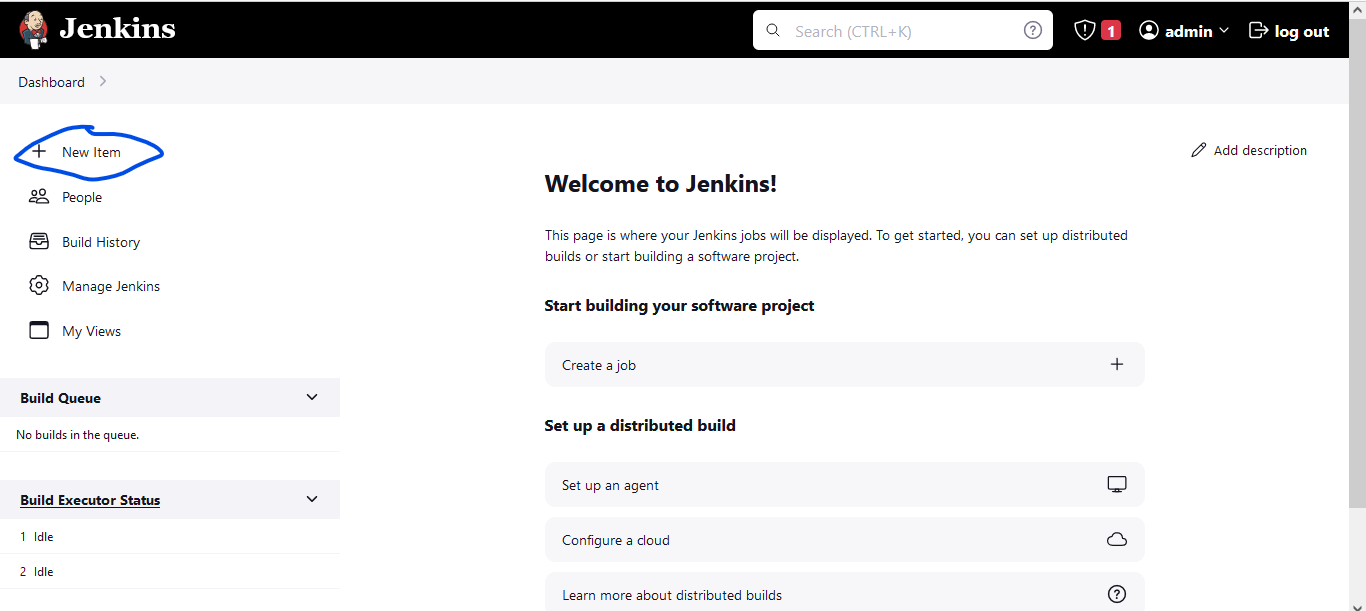 Jenkins
Search (CTRL+K)
1
admin
log out
Dashboard
New Item
People
Build History
Manage Jenkins
My Views
Build Queue
No builds in the queue.
Build Executor Status
1 Idle
2 Idle
Add description
Welcome to Jenkins!
This page is where your Jenkins jobs will be displayed. To get started, you can set up distributed
builds or start building a software project.
Start building your software project
Create a job
Set up a distributed build
Set up an agent
Configure a cloud
Learn more about distributed builds